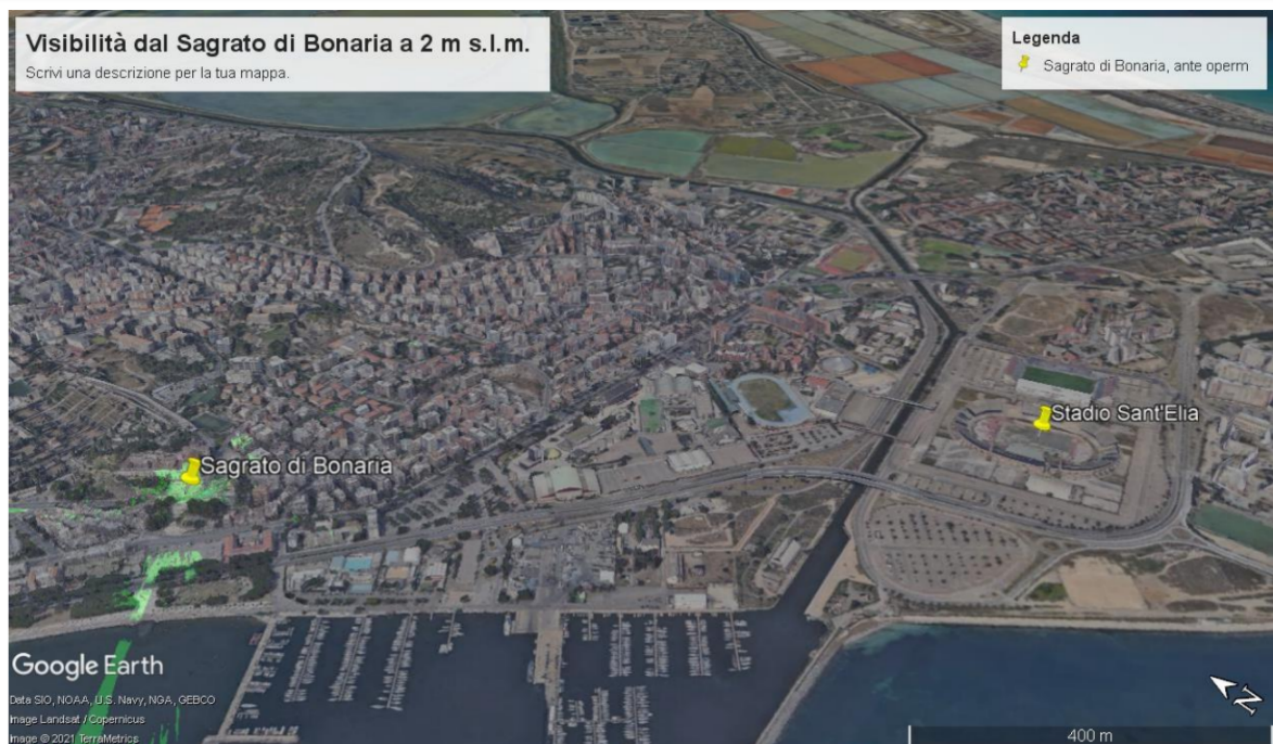 Visibilità dal Sagrato di Bonaria a 2 m s.l.m.
Scrivi una descrizione per la tua mappa.
Legenda
Sagrato di Bonaria, ante operm
Stadio Sant'Elia
Sagrato di Bonaria
Google Earth
Data SIO, NOAA, U.S. Navy, NGA, GEBCO
Image Landsat / Copernicus
Image © 2021 TerraMetrics
N
400 m